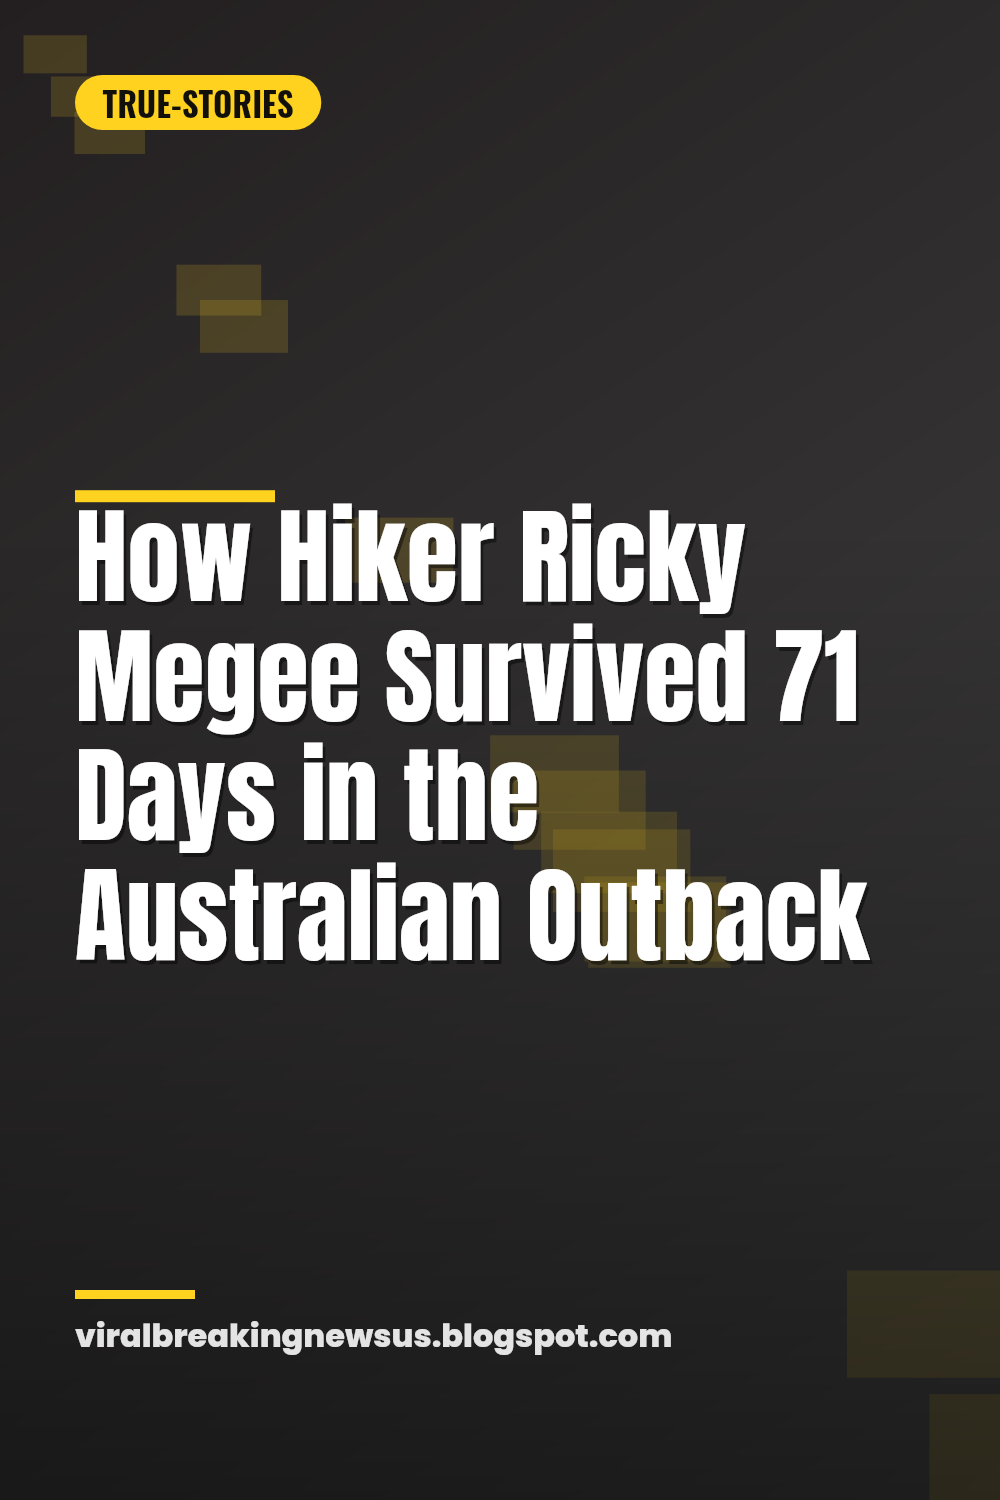 TRUE-STORIES
How Hiker Ricky
Megee Survived 71
Days in the
Australian Outback
viralbreakingnewsus.blogspot.com